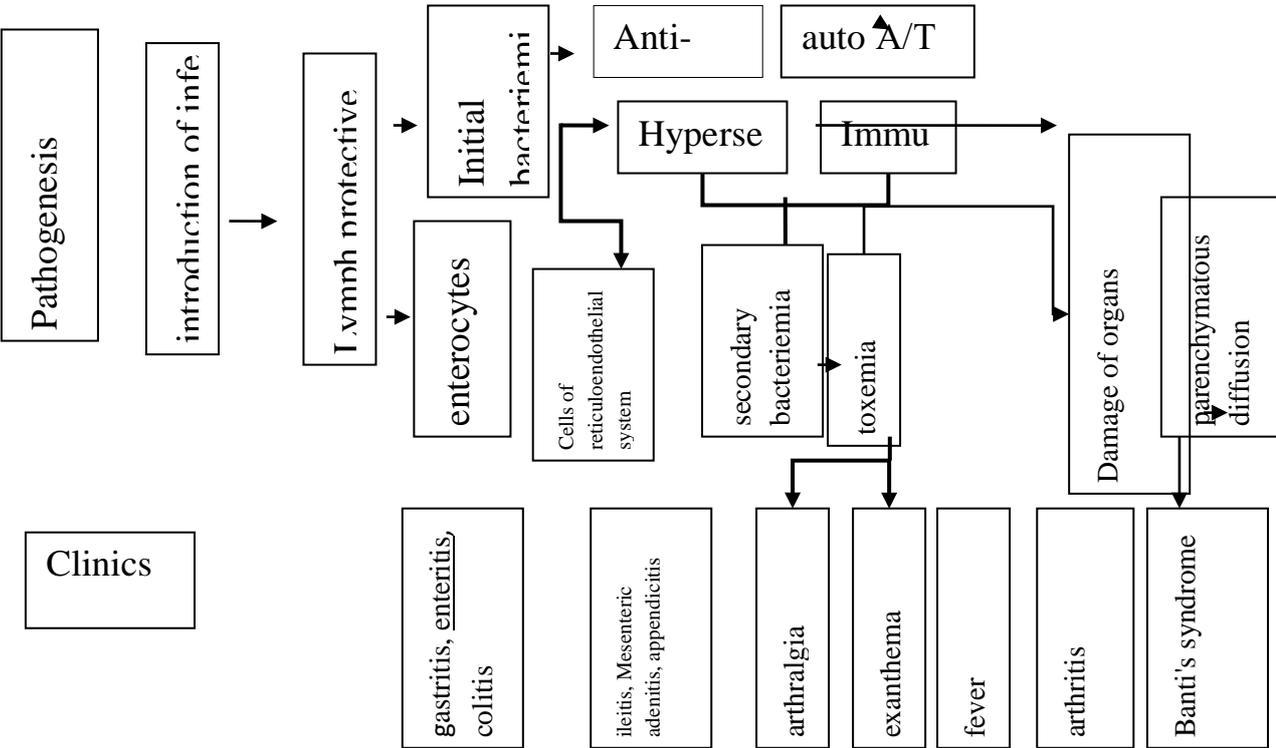 Pathogenesis
introduction of infe
Lymph protective
Initial
bacteriemi
enterocytes
Anti-
auto A/T
Hyperse
Immu
Cells of
reticuloendothelial
system
secondary
bacteriemia
toxemia
Damage of organs
parenchymatous
diffusion
Clinics
gastritis, enteritis,
colitis
ileitis, Mesenteric
adenitis, appendicitis
arthralgia
exanthema
fever
arthritis
Banti's syndrome